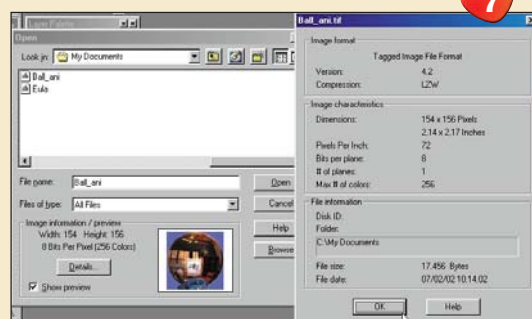 7
Layer Palette
Open
Look in: My Documents
Ball_ani
Eula
File name: Ball_ani Open
Files of type: All Files Cancel
Image information / preview Help
Width: 154 Height: 156
8 Bits Per Pixel (256 Colors) Browse
Details...
Show preview
Ball_ani.tif
Image format
Tagged Image File Format
Version: 4.2
Compression: LZW
Image characteristics
Dimensions: 154 x 156 Pixels
2.14 x 2.17 Inches
Pixels Per Inch: 72
Bits per plane: 8
# of planes: 1
Max # of colors: 256
File information
Disk ID:
Folder:
C:\My Documents
File size: 17,456 Bytes
File date: 07/02/02 10:14:02
OK Help